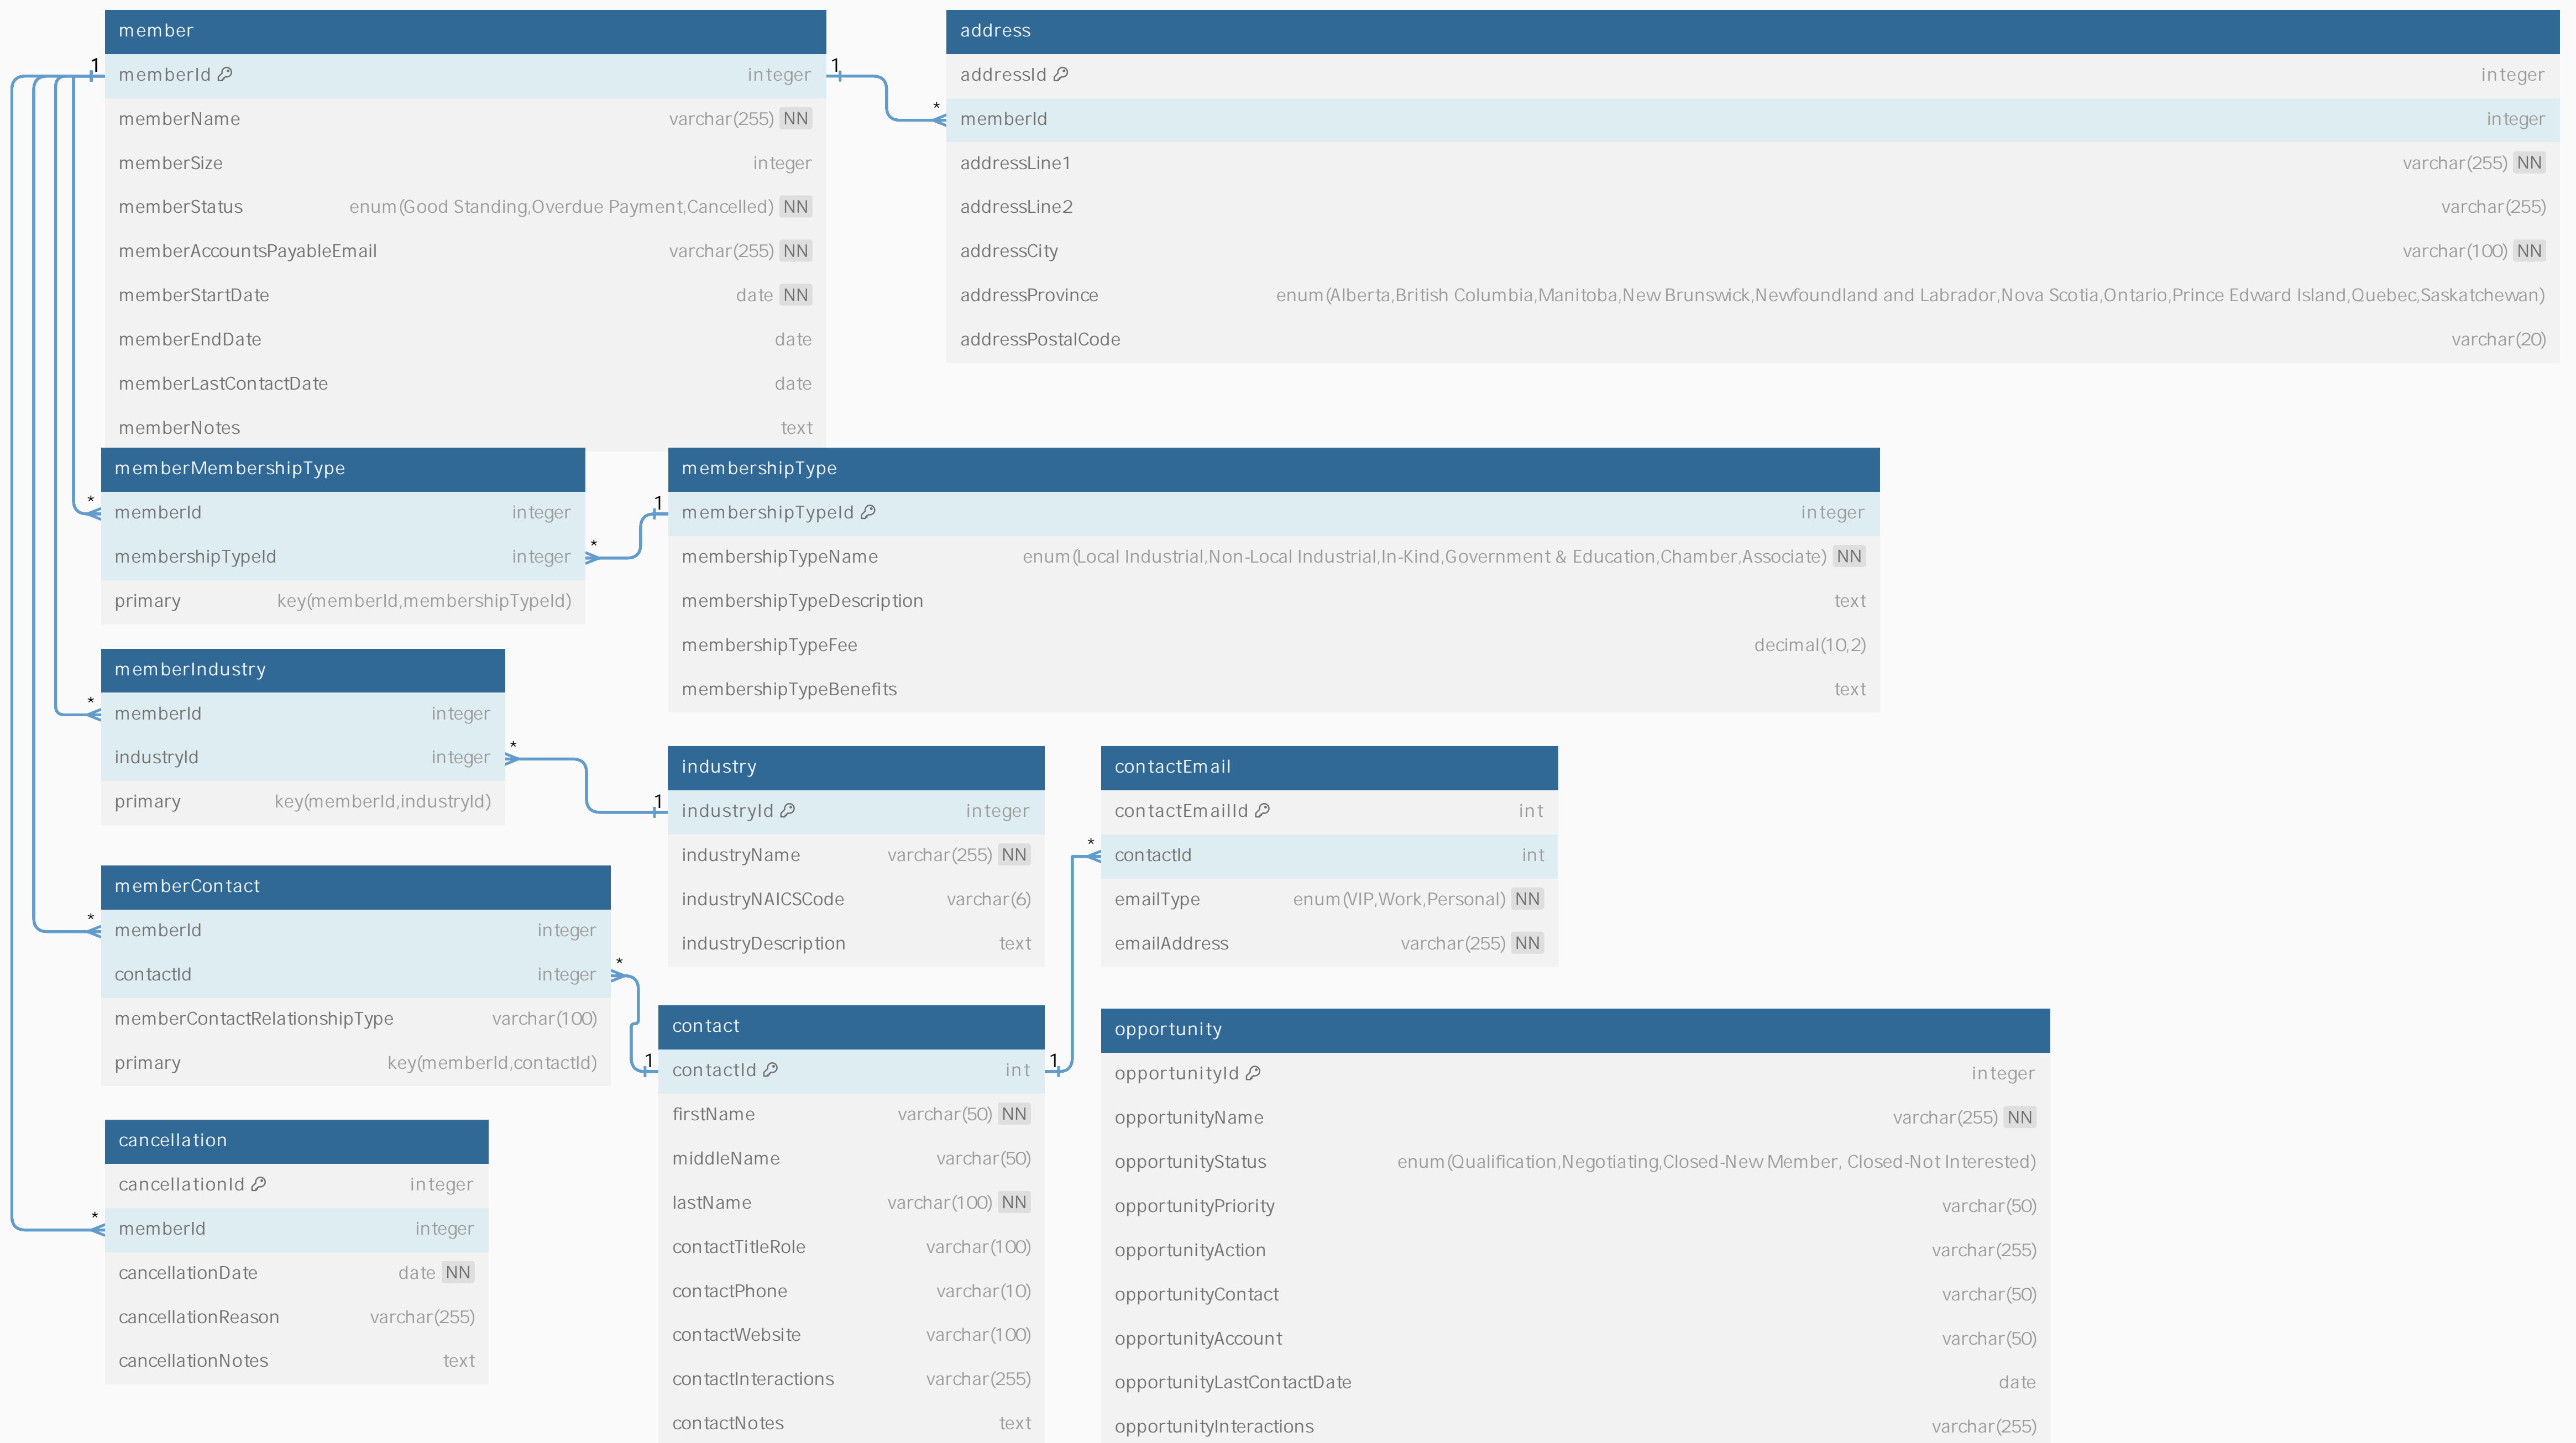 member
1
memberId integer
1
memberName varchar(255) NN
memberSize integer
memberStatus enum(Good Standing,Overdue Payment,Cancelled) NN
memberAccountsPayableEmail varchar(255) NN
memberStartDate date NN
memberEndDate date
memberLastContactDate date
memberNotes text
address
addressId integer
*
memberId integer
addressLine1 varchar(255) NN
addressLine2 varchar(255)
addressCity varchar(100) NN
addressProvince enum(Alberta,British Columbia,Manitoba,New Brunswick,Newfoundland and Labrador,Nova Scotia,Ontario,Prince Edward Island,Quebec,Saskatchewan)
addressPostalCode varchar(20)
memberMembershipType
*
memberId integer
membershipTypeId integer
*
primary key(memberId,membershipTypeId)
membershipType
1
membershipTypeId integer
membershipTypeName enum(Local Industrial,Non-Local Industrial,In-Kind,Government & Education,Chamber,Associate) NN
membershipTypeDescription text
membershipTypeFee decimal(10,2)
membershipTypeBenefits text
memberIndustry
*
memberId integer
industryId integer
*
primary key(memberId,industryId)
industry
1
industryId integer
industryName varchar(255) NN
industryNAICSCode varchar(6)
industryDescription text
contactEmail
contactEmailId int
*
contactId int
emailType enum(VIP,Work,Personal) NN
emailAddress varchar(255) NN
memberContact
*
memberId integer
contactId integer
*
memberContactRelationshipType varchar(100)
primary key(memberId,contactId)
contact
1
contactId int
1
firstName varchar(50) NN
middleName varchar(50)
lastName varchar(100) NN
contactTitleRole varchar(100)
contactPhone varchar(10)
contactWebsite varchar(100)
contactInteractions varchar(255)
contactNotes text
opportunity
opportunityId integer
opportunityName varchar(255) NN
opportunityStatus enum(Qualification,Negotiating,Closed-New Member, Closed-Not Interested)
opportunityPriority varchar(50)
opportunityAction varchar(255)
opportunityContact varchar(50)
opportunityAccount varchar(50)
opportunityLastContactDate date
opportunityInteractions varchar(255)
cancellation
cancellationId integer
*
memberId integer
cancellationDate date NN
cancellationReason varchar(255)
cancellationNotes text